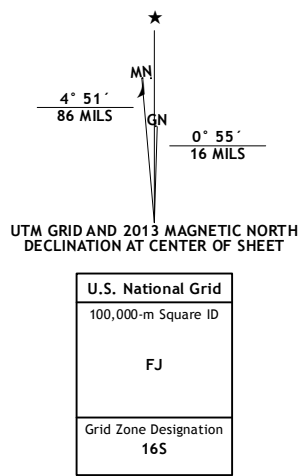 ★
MN
4° 51´
86 MILS
GN
0° 55´
16 MILS
UTM GRID AND 2013 MAGNETIC NORTH
DECLINATION AT CENTER OF SHEET
U.S. National Grid
100,000-m Square ID
FJ
Grid Zone Designation
16S